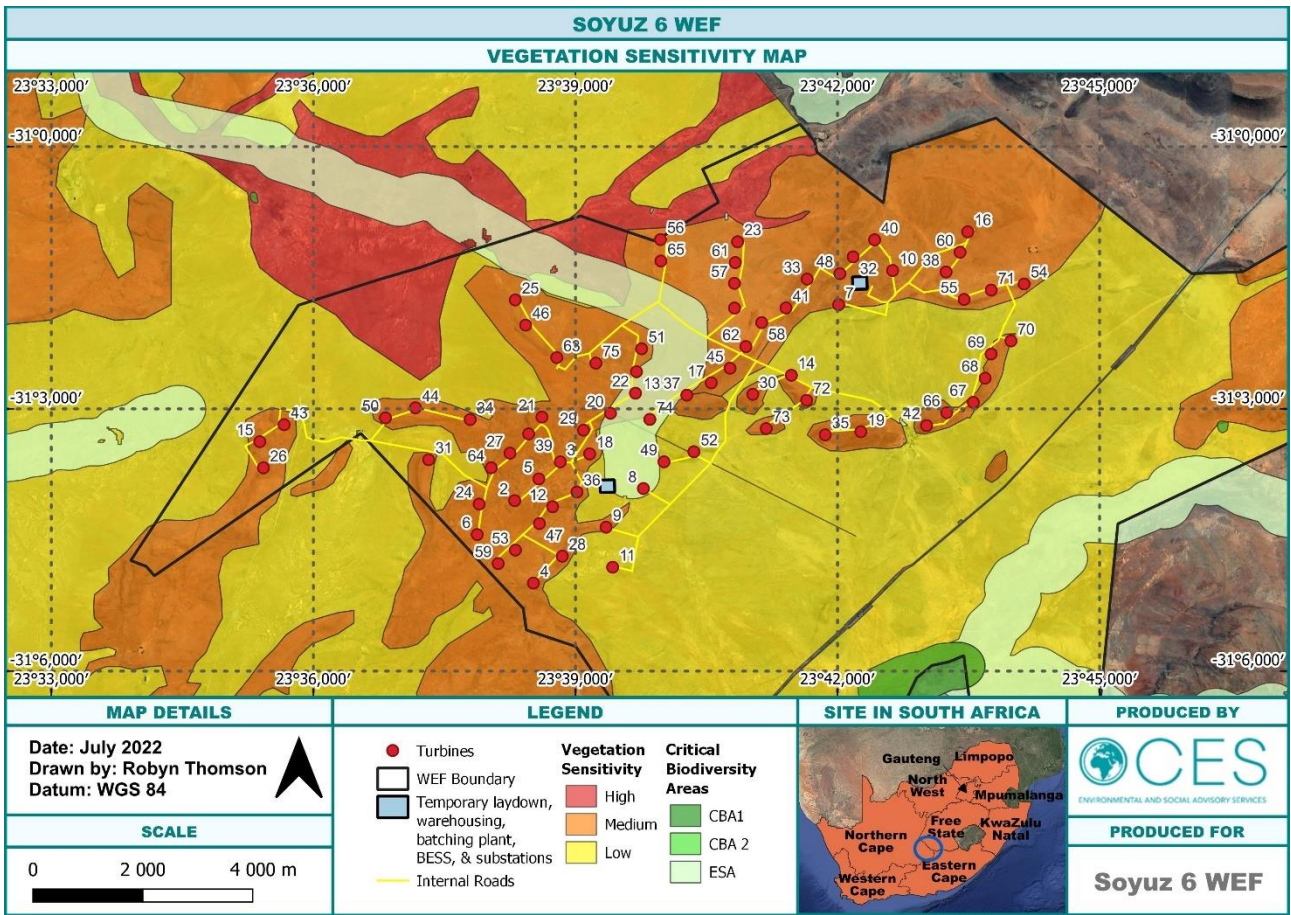 SOYUZ 6 WEF
VEGETATION SENSITIVITY MAP
23°33,000′ 23°36,000′ 23°39,000′ 23°42,000′ 23°45,000′
-31°0,000′ -31°0,000′
56 23 40 16
65 61 60
48 32 10 38
57 33 71 54
25 7 55
41
46 58 70
51 62 69
63 75
45 14 68
22 13 37 17
30 72 67
-31°3,000′ -31°3,000′
50 44 34 21 20 66
43 29 74 73 35 19 42
15 27 39 18 52
31 3
26 64 49
5 36 8
24 2 12
6 9
47
53 28
59 11
4
-31°6,000′ -31°6,000′
23°33,000′ 23°36,000′ 23°39,000′ 23°42,000′ 23°45,000′
MAP DETAILS
Date: July 2022
Drawn by: Robyn Thomson
Datum: WGS 84
SCALE
0 2 000 4 000 m
LEGEND
Turbines
WEF Boundary
Temporary laydown,
warehousing,
batching plant,
BESS, & substations
Internal Roads
Vegetation
Sensitivity
High
Medium
Low
Critical
Biodiversity
Areas
CBA1
CBA 2
ESA
SITE IN SOUTH AFRICA
Gauteng Limpopo
North
West Mpumalanga
Free
State KwaZulu
Natal
Northern
Cape
Eastern
Cape
Western
Cape
PRODUCED BY
CES
ENVIRONMENTAL AND SOCIAL ADVISORY SERVICES
PRODUCED FOR
Soyuz 6 WEF